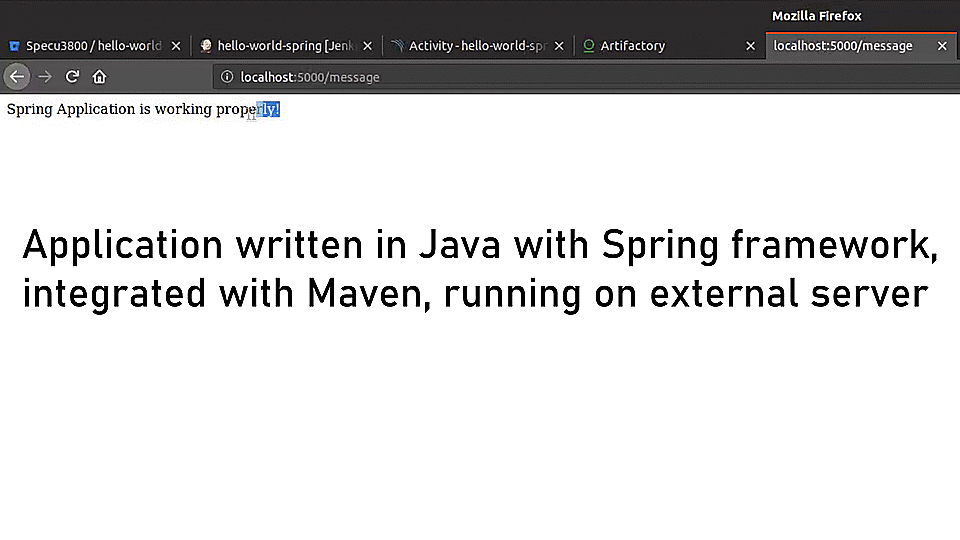 Mozilla Firefox
Specu3800 / hello-world
hello-world-spring [Jenk
Activity - hello-world-spr
Artifactory
localhost:5000/message
localhost:5000/message
Spring Application is working properly!
Application written in Java with Spring framework,
integrated with Maven, running on external server